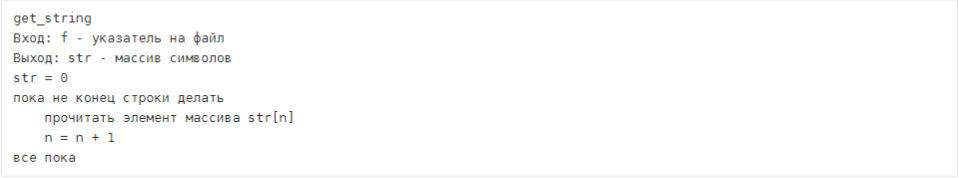 get_string
Вход: f - указатель на файл
Выход: str - массив символов
str = 0
пока не конец строки делать
    прочитать элемент массива str[n]
    n = n + 1
все пока